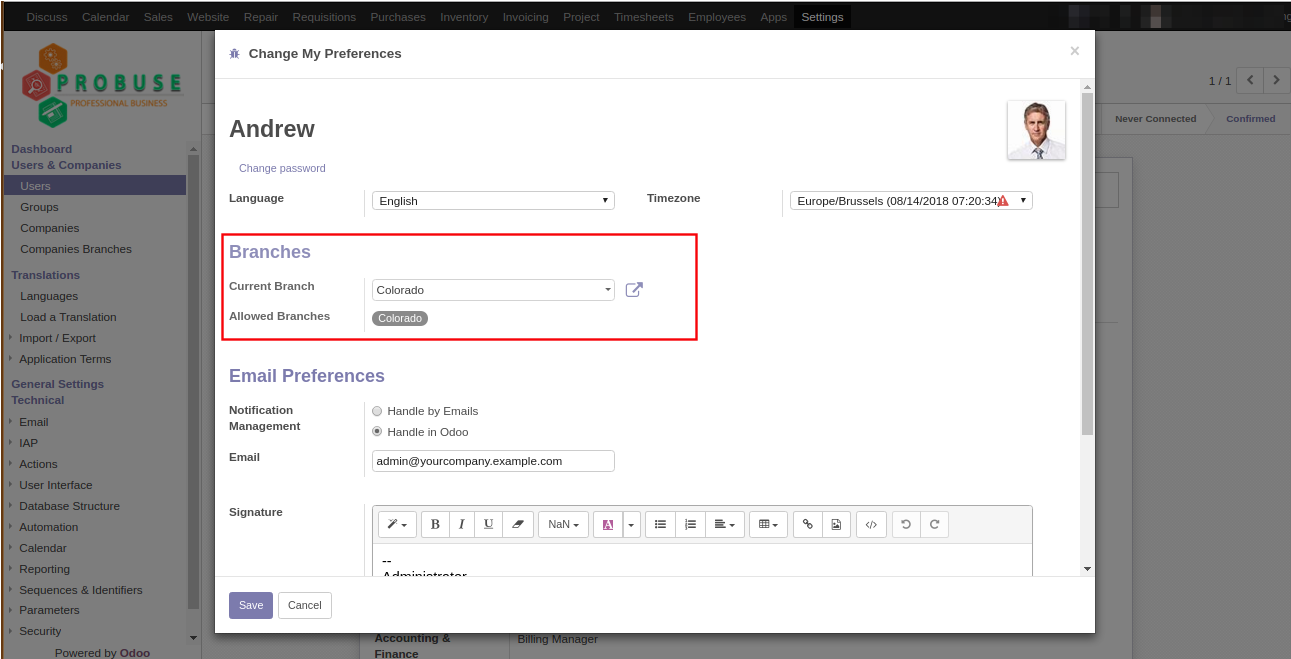 Discuss Calendar Sales Website Repair Requisitions Purchases Inventory Invoicing Project Timesheets Employees Apps Settings
PROBUSE
PROFESSIONAL BUSINESS
Dashboard
Users & Companies
Users
Groups
Companies
Companies Branches
Translations
Languages
Load a Translation
Import / Export
Application Terms
General Settings
Technical
Email
IAP
Actions
User Interface
Database Structure
Automation
Calendar
Reporting
Sequences & Identifiers
Parameters
Security
Powered by Odoo
1 / 1
Never Connected Confirmed
Change My Preferences ×
Andrew
Change password
Language English Timezone Europe/Brussels (08/14/2018 07:20:34)
Branches
Current Branch Colorado
Allowed Branches Colorado
Email Preferences
Notification Management
Handle by Emails
Handle in Odoo
Email admin@yourcompany.example.com
Signature
B I U NaN A
--
Administrator
Save Cancel
Accounting & Billing Manager
Finance